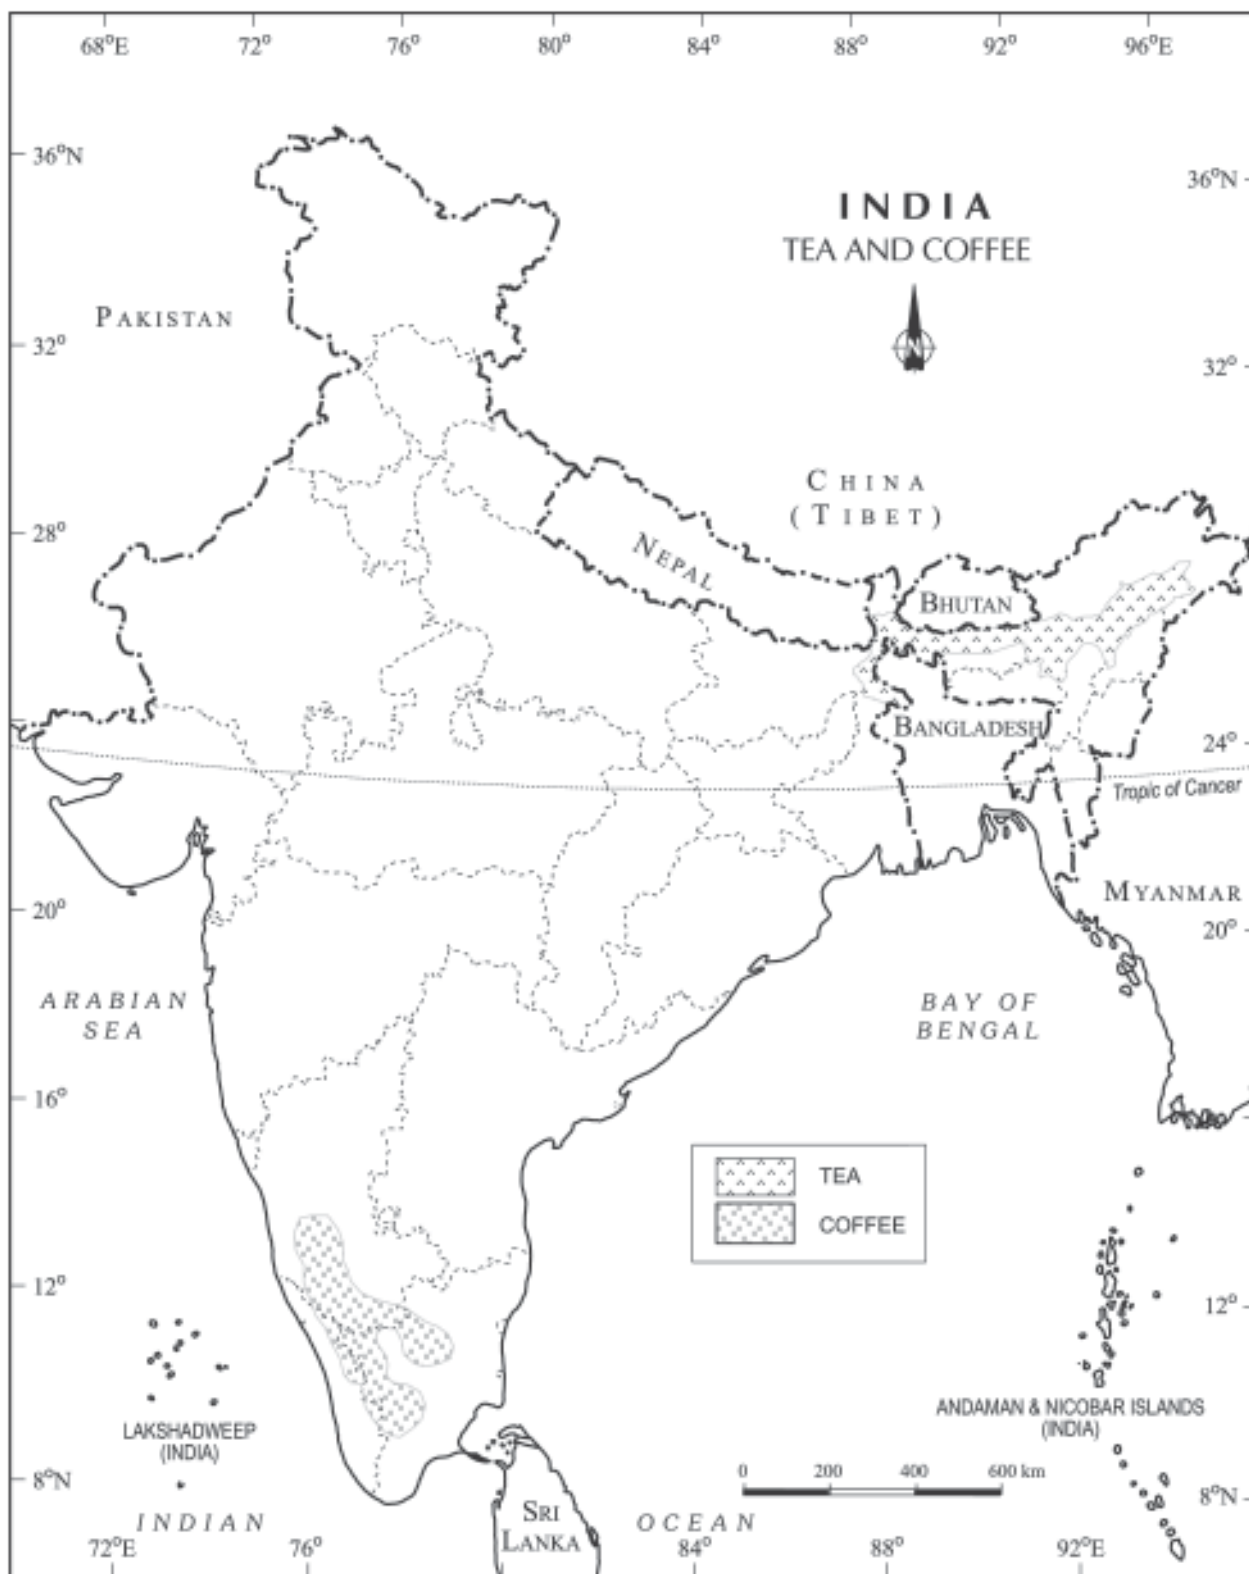 68°E 72° 76° 80° 84° 88° 92° 96°E
36°N
36°N
INDIA
TEA AND COFFEE
N
PAKISTAN
32°
32°
CHINA
(TIBET)
28°
NEPAL
BHUTAN
BANGLADESH
24°
Tropic of Cancer
MYANMAR
20°
20°
ARABIAN
SEA
BAY OF
BENGAL
16°
TEA
COFFEE
12°
12°
LAKSHADWEEP
(INDIA)
ANDAMAN & NICOBAR ISLANDS
(INDIA)
8°N
0 200 400 600 km
8°N
SRI
LANKA
INDIAN
OCEAN
72°E 76° 84° 88° 92°E